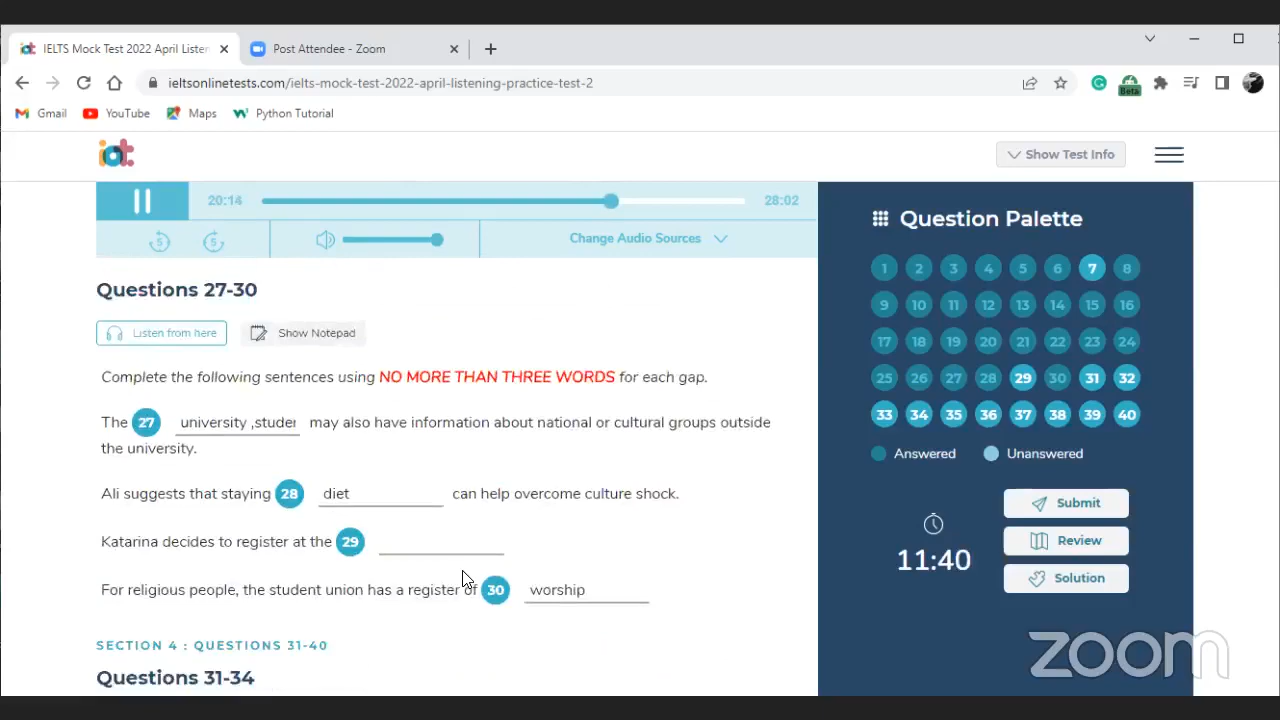 IELTS Mock Test 2022 April Listen
Post Attendee - Zoom
ieltsonlinetests.com/ielts-mock-test-2022-april-listening-practice-test-2
Beta
Gmail YouTube Maps Python Tutorial
iot.
Show Test Info
20:14 28:02
5 5 Change Audio Sources
Questions 27-30
Listen from here Show Notepad
Complete the following sentences using NO MORE THAN THREE WORDS for each gap.
The 27 university ,studen may also have information about national or cultural groups outside
the university.
Ali suggests that staying 28 diet can help overcome culture shock.
Katarina decides to register at the 29
For religious people, the student union has a register of 30 worship
SECTION 4 : QUESTIONS 31-40
Questions 31-34
Question Palette
1 2 3 4 5 6 7 8
9 10 11 12 13 14 15 16
17 18 19 20 21 22 23 24
25 26 27 28 29 30 31 32
33 34 35 36 37 38 39 40
Answered Unanswered
11:40
Submit
Review
Solution
zoom